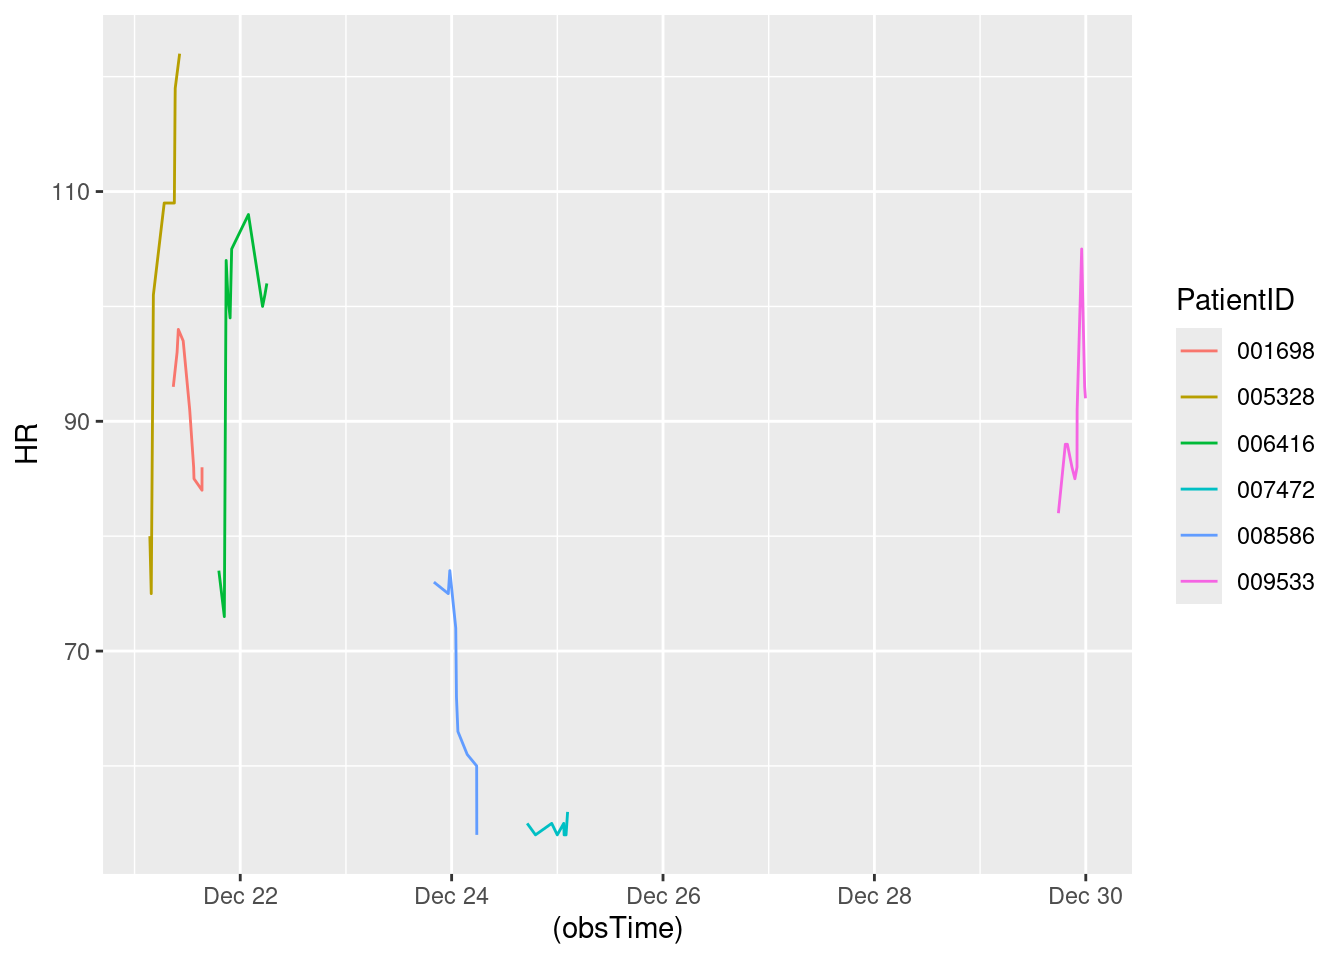 HR
110
90
70
Dec 22
Dec 24
Dec 26
Dec 28
Dec 30
(obsTime)
PatientID
001698
005328
006416
007472
008586
009533